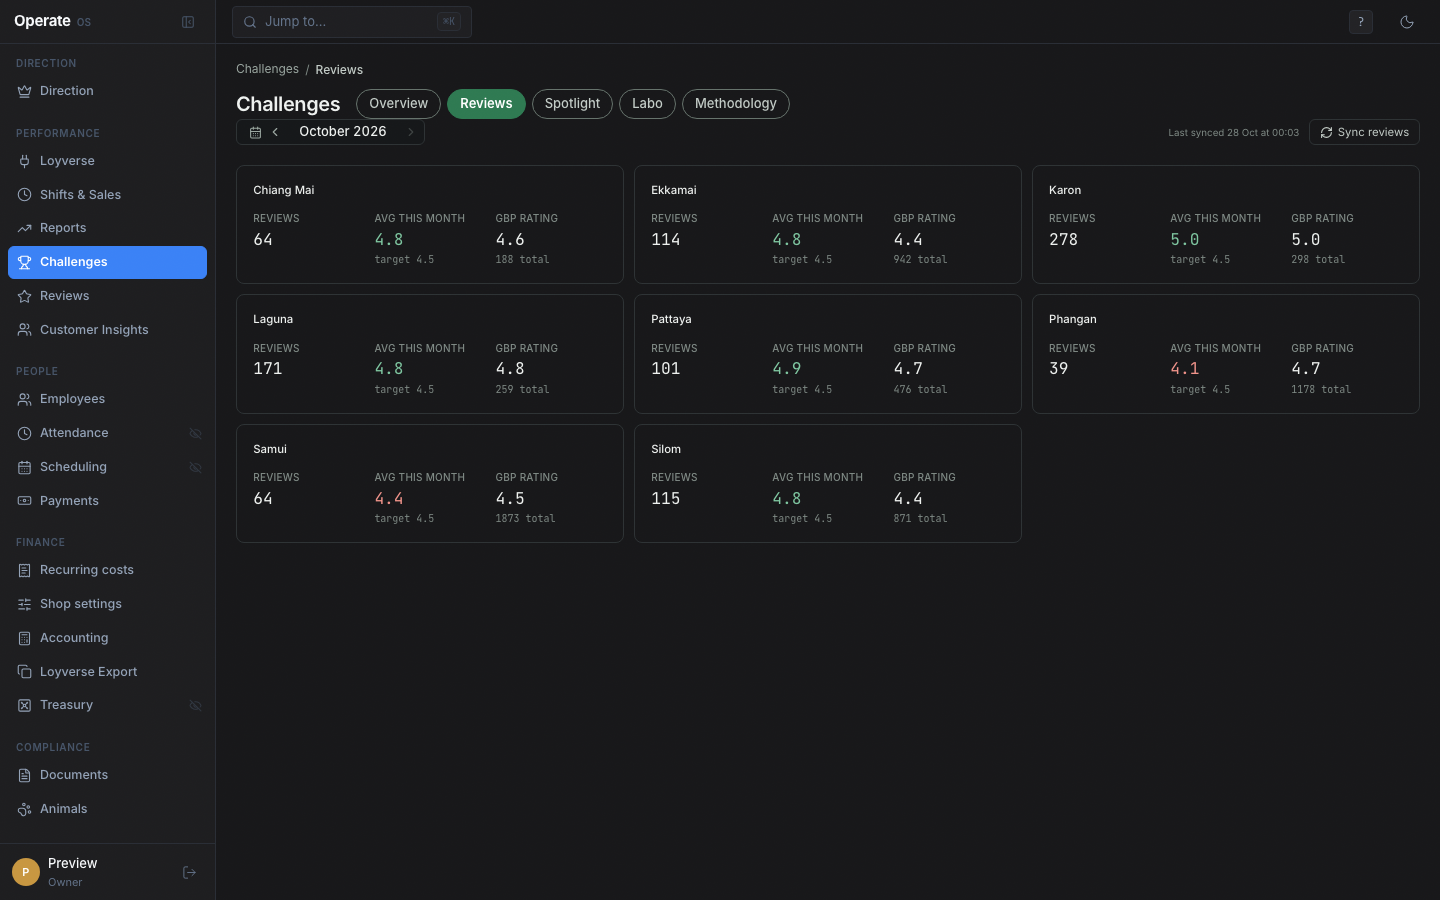 Operate OS
Jump to...
⌘K
?
DIRECTION
Direction
PERFORMANCE
Loyverse
Shifts & Sales
Reports
Challenges
Reviews
Customer Insights
PEOPLE
Employees
Attendance
Scheduling
Payments
FINANCE
Recurring costs
Shop settings
Accounting
Loyverse Export
Treasury
COMPLIANCE
Documents
Animals
P
Preview
Owner
Challenges / Reviews
Challenges
Overview
Reviews
Spotlight
Labo
Methodology
October 2026
Last synced 28 Oct at 00:03
Sync reviews
Chiang Mai
REVIEWS AVG THIS MONTH GBP RATING
64 4.8 4.6
target 4.5 188 total
Ekkamai
REVIEWS AVG THIS MONTH GBP RATING
114 4.8 4.4
target 4.5 942 total
Karon
REVIEWS AVG THIS MONTH GBP RATING
278 5.0 5.0
target 4.5 298 total
Laguna
REVIEWS AVG THIS MONTH GBP RATING
171 4.8 4.8
target 4.5 259 total
Pattaya
REVIEWS AVG THIS MONTH GBP RATING
101 4.9 4.7
target 4.5 476 total
Phangan
REVIEWS AVG THIS MONTH GBP RATING
39 4.1 4.7
target 4.5 1178 total
Samui
REVIEWS AVG THIS MONTH GBP RATING
64 4.4 4.5
target 4.5 1873 total
Silom
REVIEWS AVG THIS MONTH GBP RATING
115 4.8 4.4
target 4.5 871 total